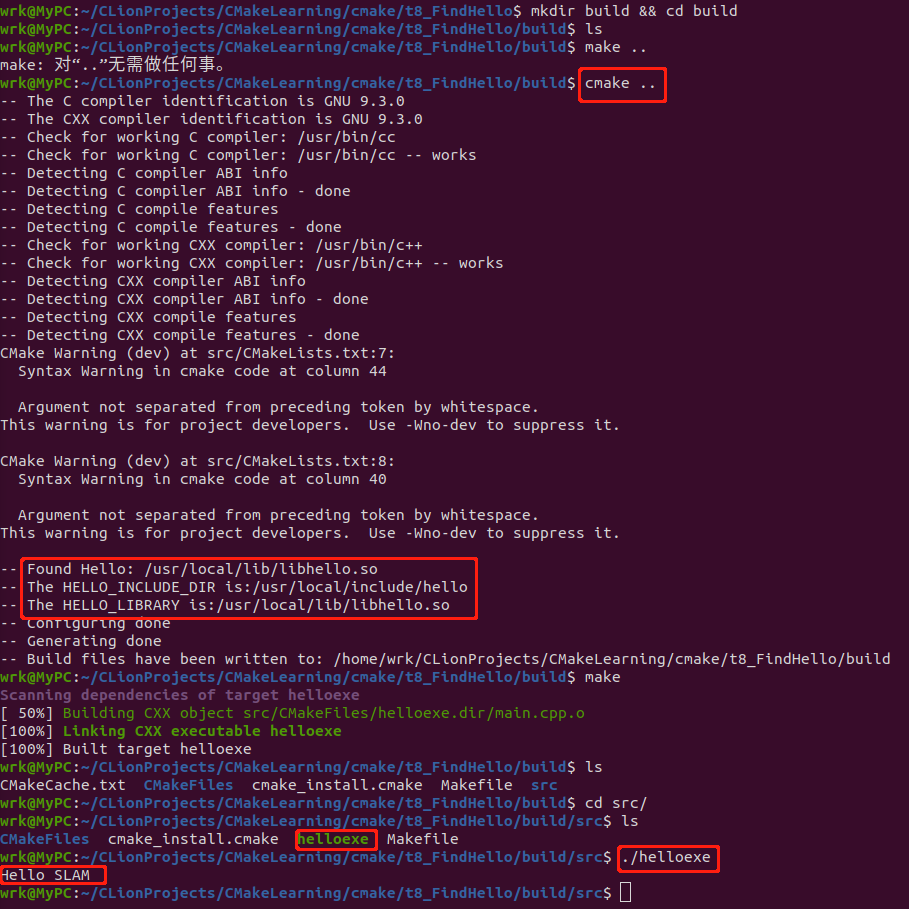 wrk@MyPC:~/CLionProjects/CMakeLearning/cmake/t8_FindHello$ mkdir build && cd build
wrk@MyPC:~/CLionProjects/CMakeLearning/cmake/t8_FindHello/build$ ls
wrk@MyPC:~/CLionProjects/CMakeLearning/cmake/t8_FindHello/build$ make ..
make: 对“..”无需做任何事。
wrk@MyPC:~/CLionProjects/CMakeLearning/cmake/t8_FindHello/build$ cmake ..
-- The C compiler identification is GNU 9.3.0
-- The CXX compiler identification is GNU 9.3.0
-- Check for working C compiler: /usr/bin/cc
-- Check for working C compiler: /usr/bin/cc -- works
-- Detecting C compiler ABI info
-- Detecting C compiler ABI info - done
-- Detecting C compile features
-- Detecting C compile features - done
-- Check for working CXX compiler: /usr/bin/c++
-- Check for working CXX compiler: /usr/bin/c++ -- works
-- Detecting CXX compiler ABI info
-- Detecting CXX compiler ABI info - done
-- Detecting CXX compile features
-- Detecting CXX compile features - done
CMake Warning (dev) at src/CMakeLists.txt:7:
  Syntax Warning in cmake code at column 44

  Argument not separated from preceding token by whitespace.
This warning is for project developers.  Use -Wno-dev to suppress it.

CMake Warning (dev) at src/CMakeLists.txt:8:
  Syntax Warning in cmake code at column 40

  Argument not separated from preceding token by whitespace.
This warning is for project developers.  Use -Wno-dev to suppress it.

-- Found Hello: /usr/local/lib/libhello.so
-- The HELLO_INCLUDE_DIR is:/usr/local/include/hello
-- The HELLO_LIBRARY is:/usr/local/lib/libhello.so
-- Configuring done
-- Generating done
-- Build files have been written to: /home/wrk/CLionProjects/CMakeLearning/cmake/t8_FindHello/build
wrk@MyPC:~/CLionProjects/CMakeLearning/cmake/t8_FindHello/build$ make
Scanning dependencies of target helloexe
[ 50%] Building CXX object src/CMakeFiles/helloexe.dir/main.cpp.o
[100%] Linking CXX executable helloexe
[100%] Built target helloexe
wrk@MyPC:~/CLionProjects/CMakeLearning/cmake/t8_FindHello/build$ ls
CMakeCache.txt  CMakeFiles  cmake_install.cmake  Makefile  src
wrk@MyPC:~/CLionProjects/CMakeLearning/cmake/t8_FindHello/build$ cd src/
wrk@MyPC:~/CLionProjects/CMakeLearning/cmake/t8_FindHello/build/src$ ls
CMakeFiles  cmake_install.cmake  helloexe  Makefile
wrk@MyPC:~/CLionProjects/CMakeLearning/cmake/t8_FindHello/build/src$ ./helloexe
Hello SLAM
wrk@MyPC:~/CLionProjects/CMakeLearning/cmake/t8_FindHello/build/src$